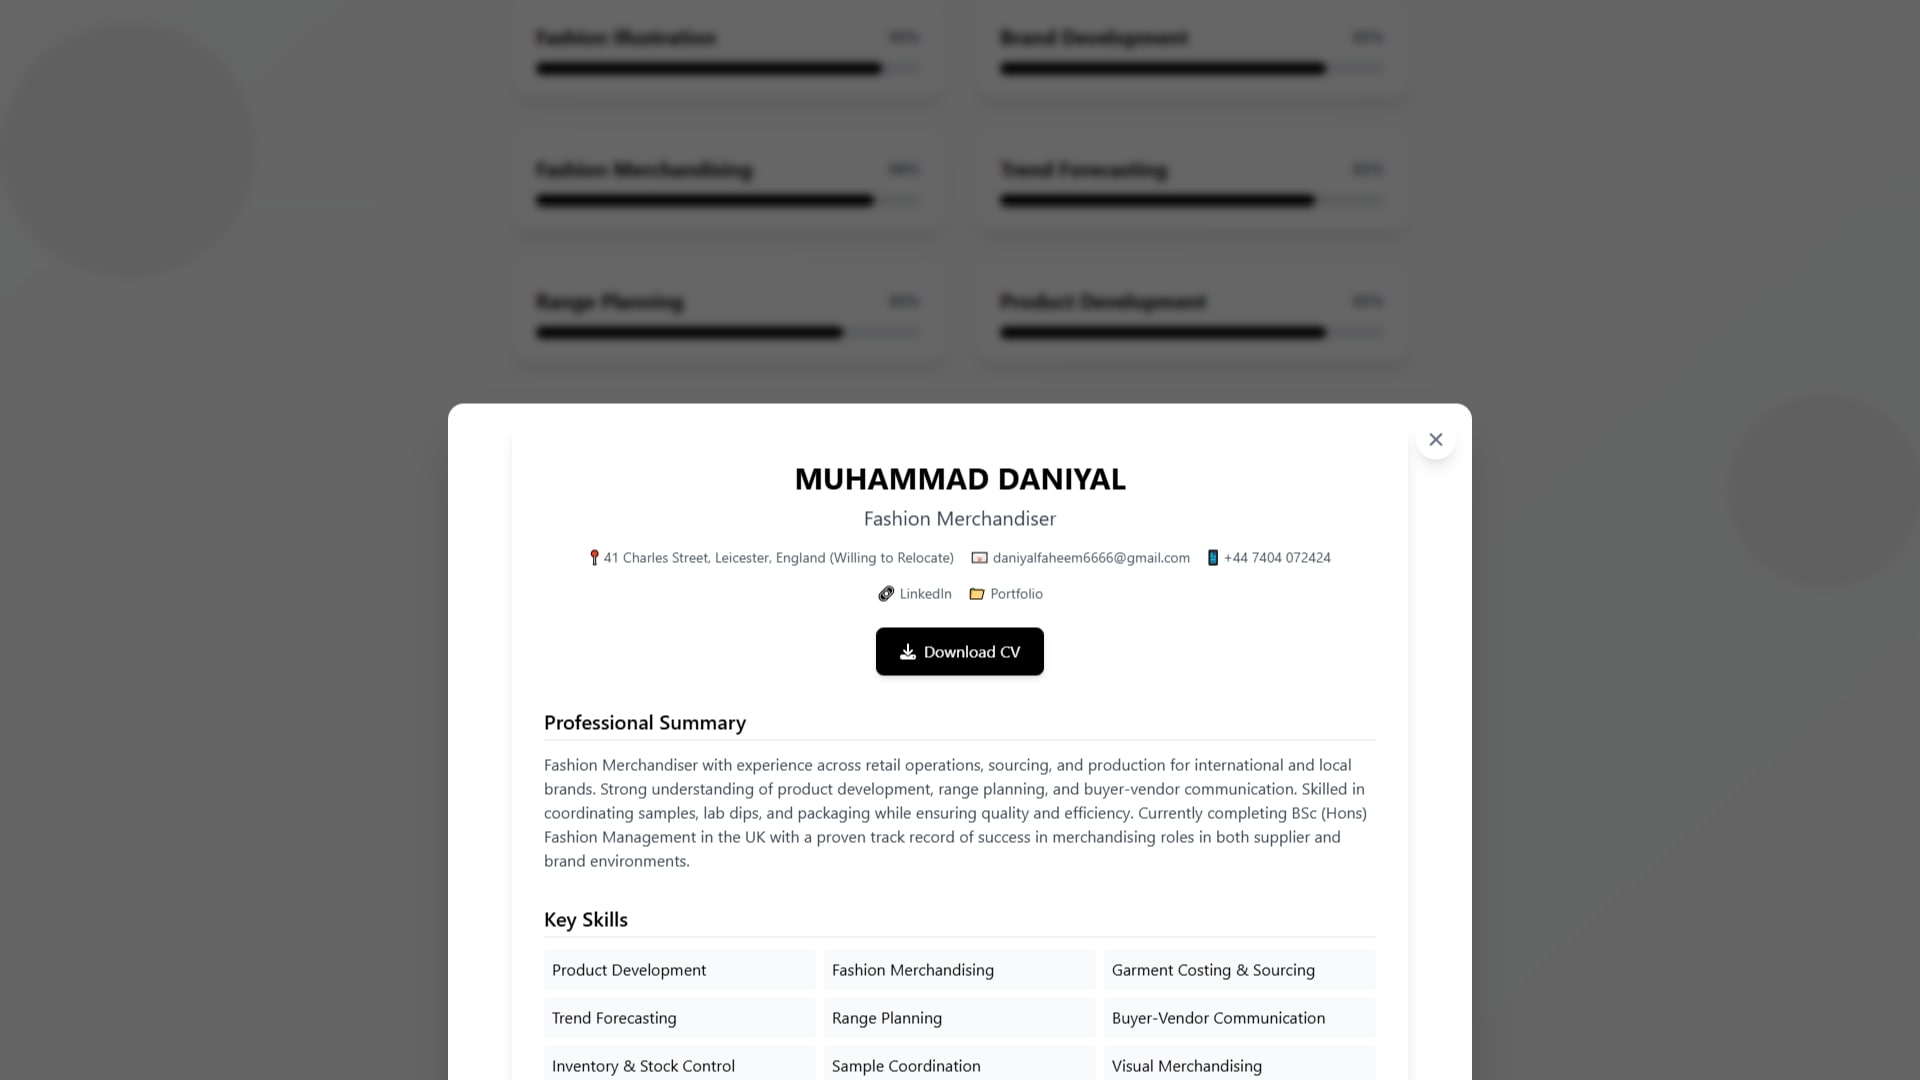 Fashion Illustration
Brand Development
Fashion Merchandising
Trend Forecasting
Range Planning
Product Development
MUHAMMAD DANIYAL
Fashion Merchandiser
41 Charles Street, Leicester, England (Willing to Relocate) daniyalfaheem6666@gmail.com +44 7404 072424
LinkedIn Portfolio
Download CV
Professional Summary
Fashion Merchandiser with experience across retail operations, sourcing, and production for international and local
brands. Strong understanding of product development, range planning, and buyer-vendor communication. Skilled in
coordinating samples, lab dips, and packaging while ensuring quality and efficiency. Currently completing BSc (Hons)
Fashion Management in the UK with a proven track record of success in merchandising roles in both supplier and
brand environments.
Key Skills
Product Development Fashion Merchandising Garment Costing & Sourcing
Trend Forecasting Range Planning Buyer-Vendor Communication
Inventory & Stock Control Sample Coordination Visual Merchandising